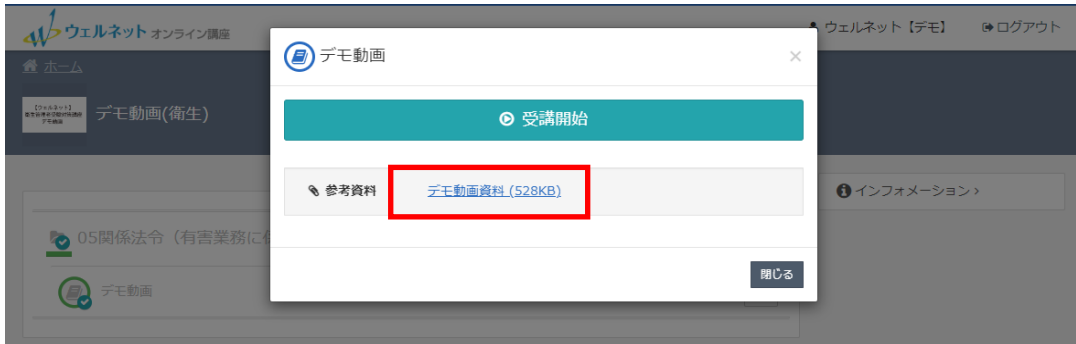 ウェルネット オンライン講座
ウェルネット【デモ】
ログアウト
ホーム
デモ動画(衛生)
デモ動画
×
受講開始
参考資料
デモ動画資料 (528KB)
閉じる
インフォメーション ›
05関係法令（有害業務に
デモ動画